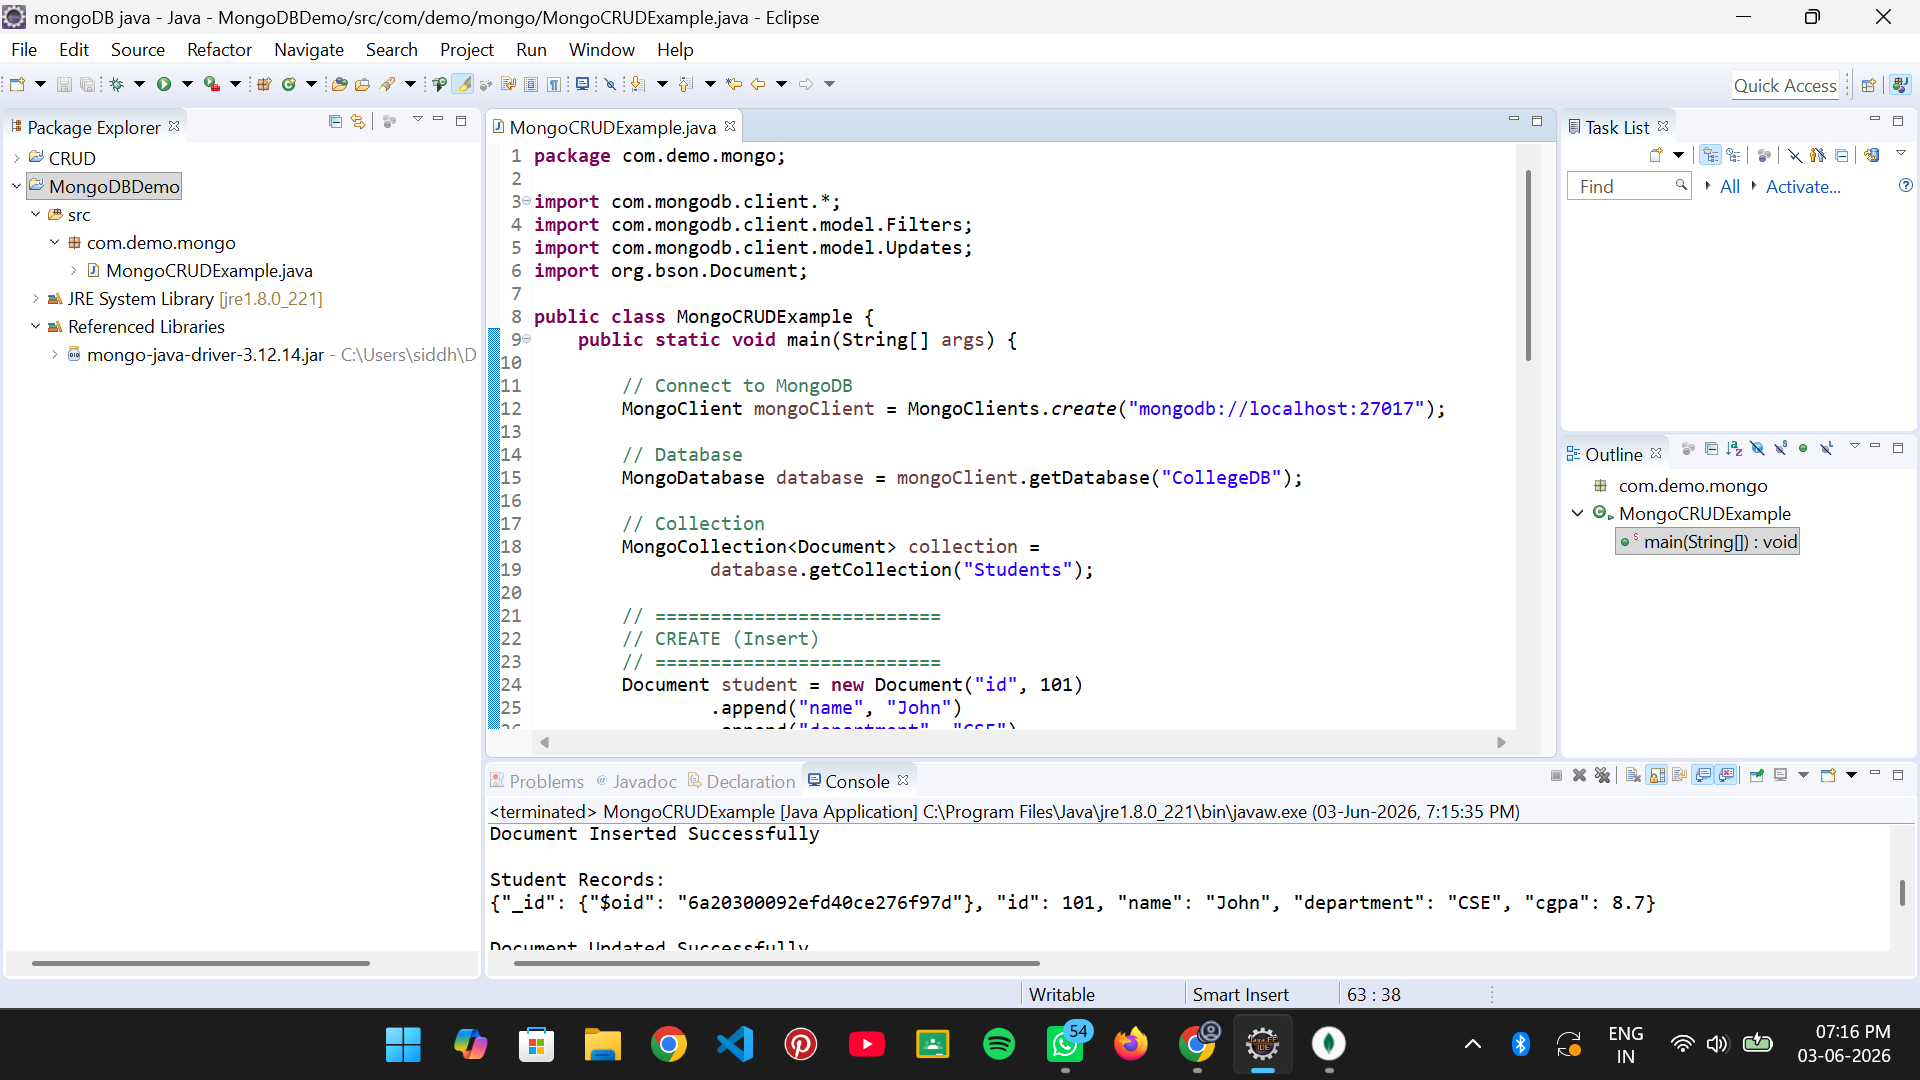 mongoDB java - Java - MongoDBDemo/src/com/demo/mongo/MongoCRUDExample.java - Eclipse
File Edit Source Refactor Navigate Search Project Run Window Help
Quick Access
Package Explorer
CRUD
MongoDBDemo
src
com.demo.mongo
MongoCRUDExample.java
JRE System Library [jre1.8.0_221]
Referenced Libraries
mongo-java-driver-3.12.14.jar - C:\Users\siddh\D
MongoCRUDExample.java
1 package com.demo.mongo;
2
3 import com.mongodb.client.*;
4 import com.mongodb.client.model.Filters;
5 import com.mongodb.client.model.Updates;
6 import org.bson.Document;
7
8 public class MongoCRUDExample {
9 public static void main(String[] args) {
10
11 // Connect to MongoDB
12 MongoClient mongoClient = MongoClients.create("mongodb://localhost:27017");
13
14 // Database
15 MongoDatabase database = mongoClient.getDatabase("CollegeDB");
16
17 // Collection
18 MongoCollection<Document> collection =
19 database.getCollection("Students");
20
21 // ==========================
22 // CREATE (Insert)
23 // ==========================
24 Document student = new Document("id", 101)
25 .append("name", "John")
26 .append("department", "CSE")
Task List
Find
All
Activate...
Outline
com.demo.mongo
MongoCRUDExample
main(String[]) : void
Problems Javadoc Declaration Console
<terminated> MongoCRUDExample [Java Application] C:\Program Files\Java\jre1.8.0_221\bin\javaw.exe (03-Jun-2026, 7:15:35 PM)
Document Inserted Successfully
Student Records:
{"_id": {"$oid": "6a20300092efd40ce276f97d"}, "id": 101, "name": "John", "department": "CSE", "cgpa": 8.7}
Document Updated Successfully
Writable
Smart Insert
63 : 38
54
Java EE
IDE
ENG
IN
07:16 PM
03-06-2026